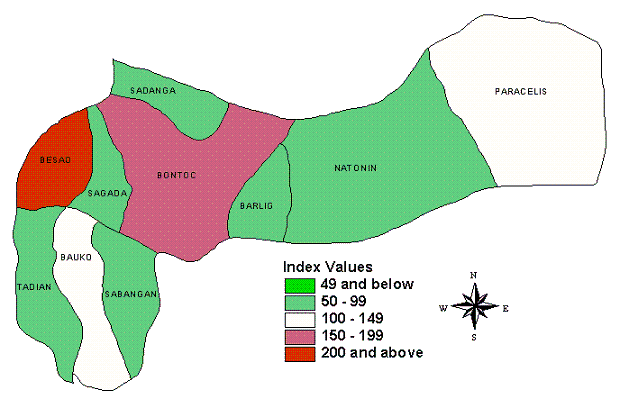 SADANGA
PARACELIS
BESAO
BONTOC
NATONIN
SAGADA
BARLIG
BAUKO
TADIAN
SABANGAN
Index Values
49 and below
50 - 99
100 - 149
150 - 199
200 and above
N
W E
S